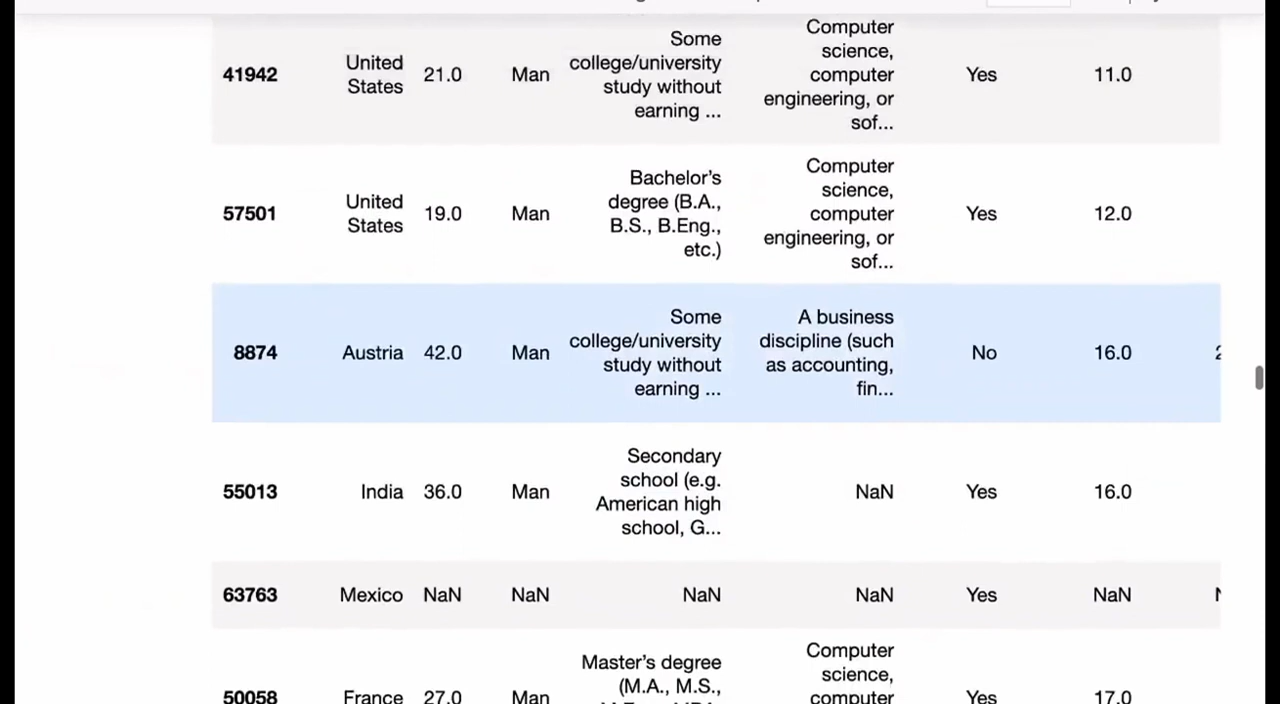 41942 United States 21.0 Man Some college/university study without earning ... Computer science, computer engineering, or sof... Yes 11.0
57501 United States 19.0 Man Bachelor’s degree (B.A., B.S., B.Eng., etc.) Computer science, computer engineering, or sof... Yes 12.0
8874 Austria 42.0 Man Some college/university study without earning ... A business discipline (such as accounting, fin... No 16.0
55013 India 36.0 Man Secondary school (e.g. American high school, G... NaN Yes 16.0
63763 Mexico NaN NaN NaN NaN Yes NaN
50058 France 27.0 Man Master’s degree (M.A., M.S., Computer science, computer Yes 17.0